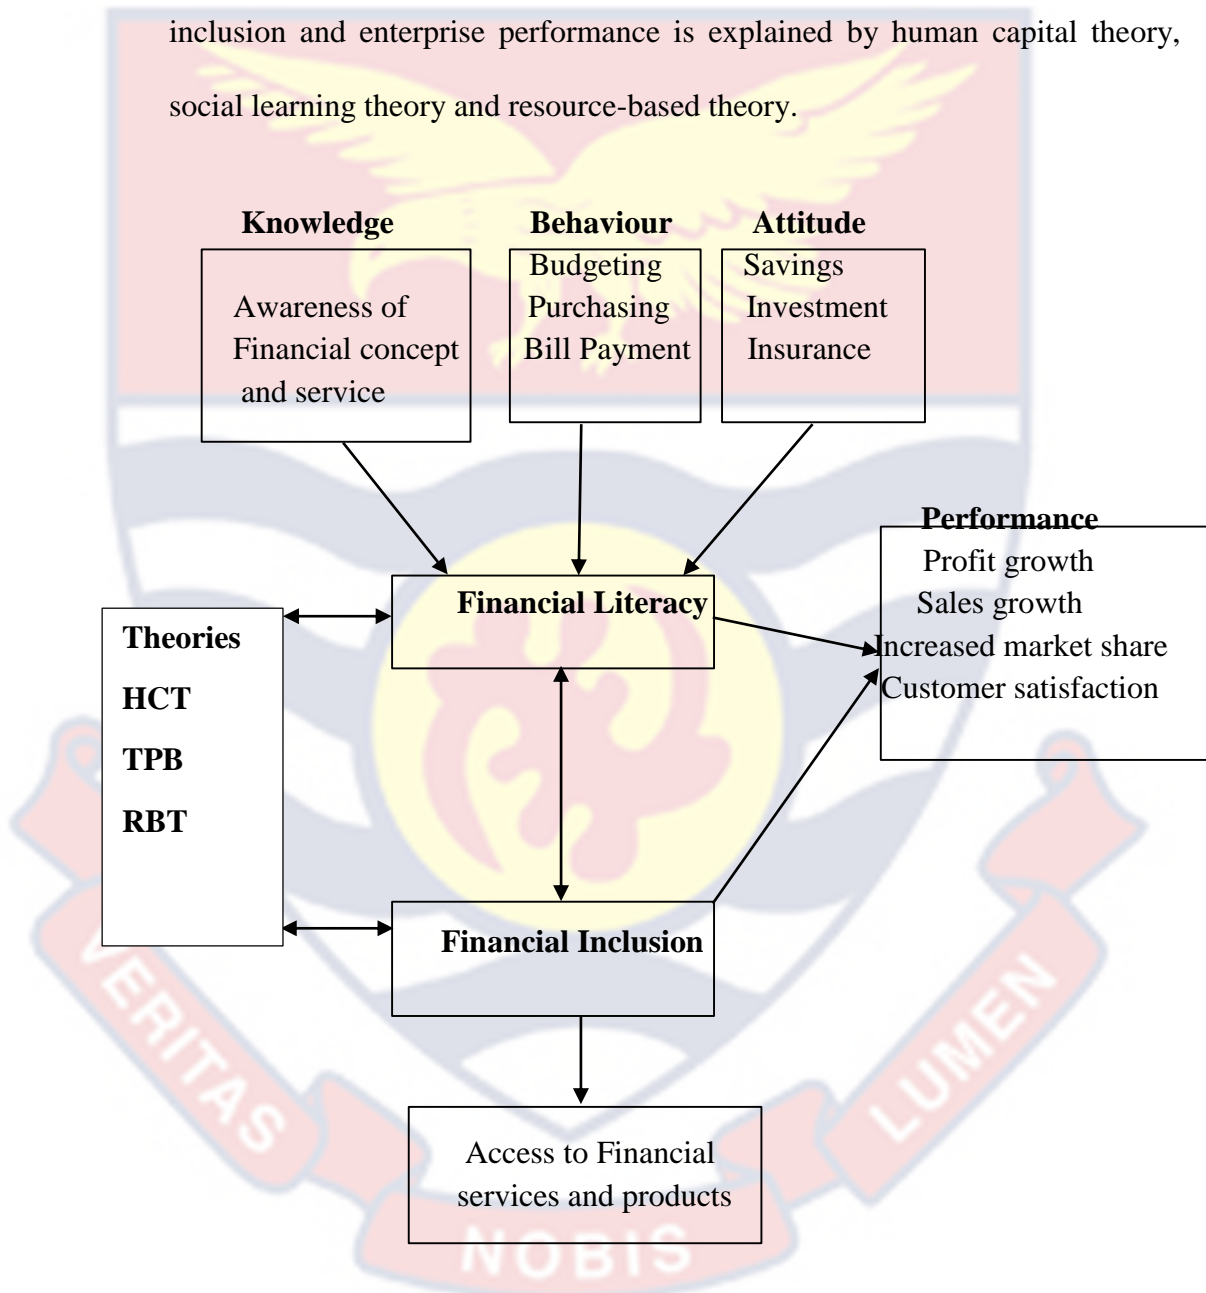 inclusion and enterprise performance is explained by human capital theory,
social learning theory and resource-based theory.
Knowledge
Awareness of
Financial concept
and service
Behaviour
Budgeting
Purchasing
Bill Payment
Attitude
Savings
Investment
Insurance
Performance
Profit growth
Sales growth
Increased market share
Customer satisfaction
Financial Literacy
Theories
HCT
TPB
RBT
Financial Inclusion
Access to Financial
services and products
VERITAS
NOBIS
LUMEN